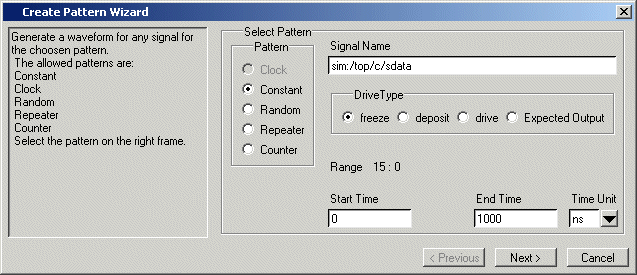 Create Pattern Wizard
Generate a waveform for any signal for
the choosen pattern.
The allowed patterns are:
Constant
Clock
Random
Repeater
Counter
Select the pattern on the right frame.
Select Pattern
Pattern
Clock
Constant
Random
Repeater
Counter
Signal Name
sim:/top/c/sdata
DriveType
freeze deposit drive Expected Output
Range 15 : 0
Start Time End Time Time Unit
0 1000 ns
< Previous Next > Cancel